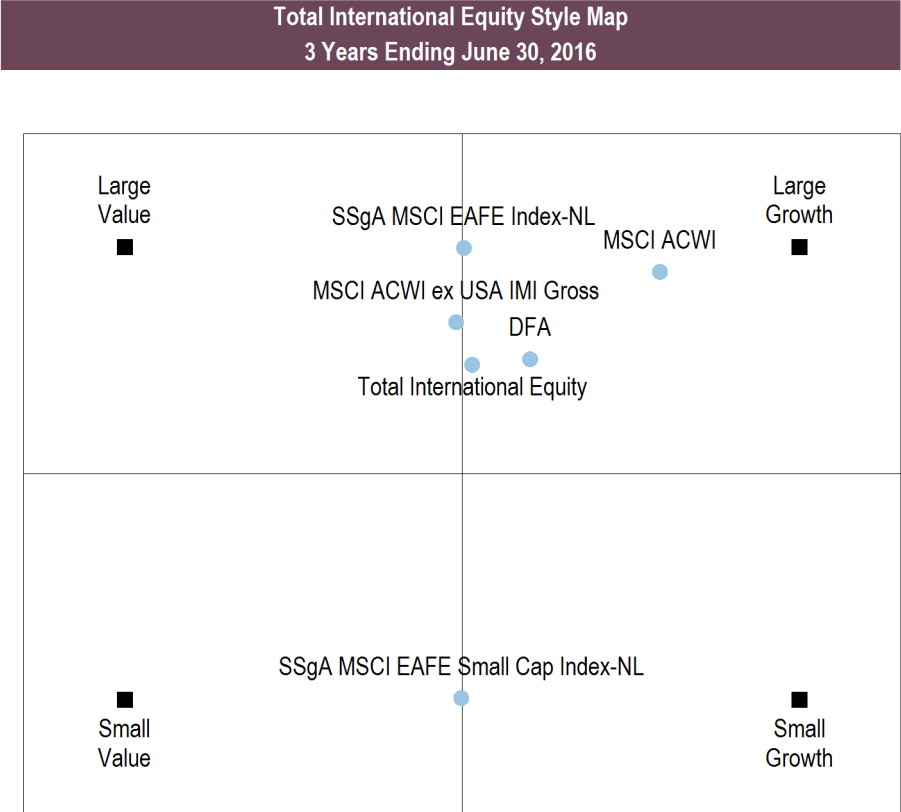 Total International Equity Style Map
3 Years Ending June 30, 2016
Large
Value
Large
Growth
SSgA MSCI EAFE Index-NL
MSCI ACWI
MSCI ACWI ex USA IMI Gross
DFA
Total International Equity
SSgA MSCI EAFE Small Cap Index-NL
Small
Value
Small
Growth